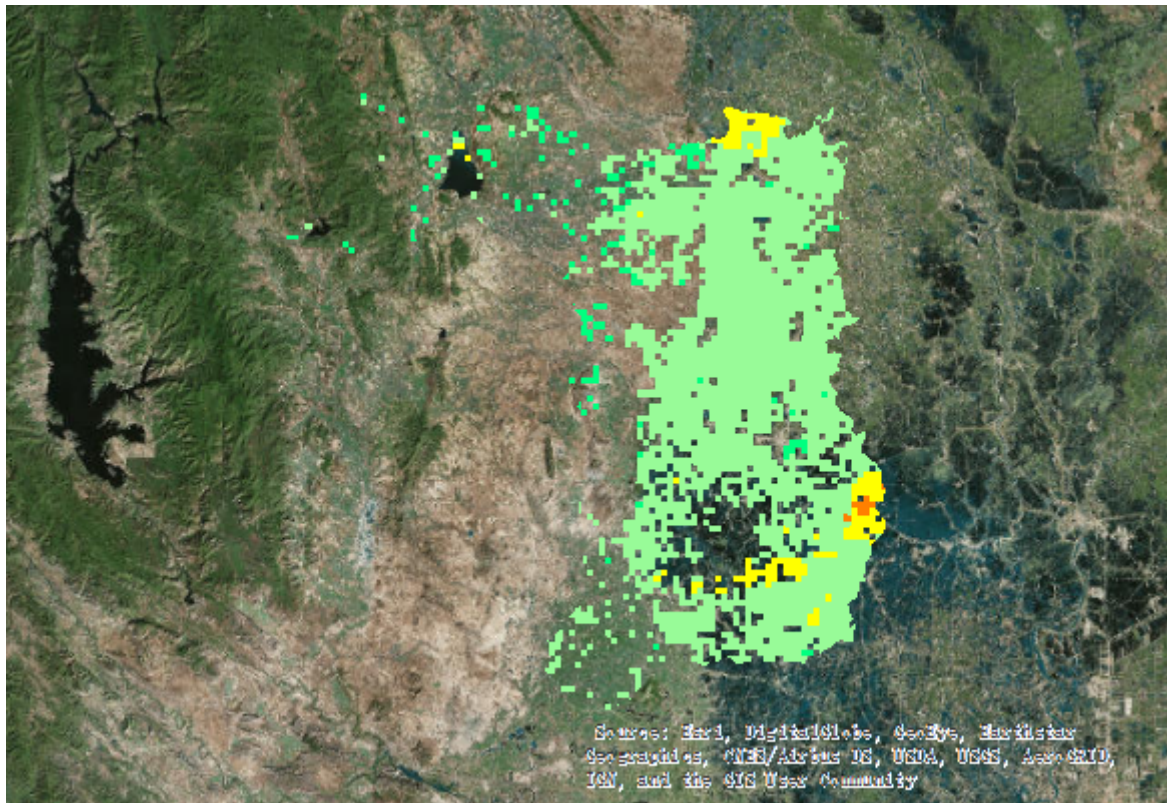 Source: Esri, DigitalGlobe, GeoEye, Earthstar
Geographics, CNES/Airbus DS, USDA, USGS, AeroGRID,
IGN, and the GIS User Community